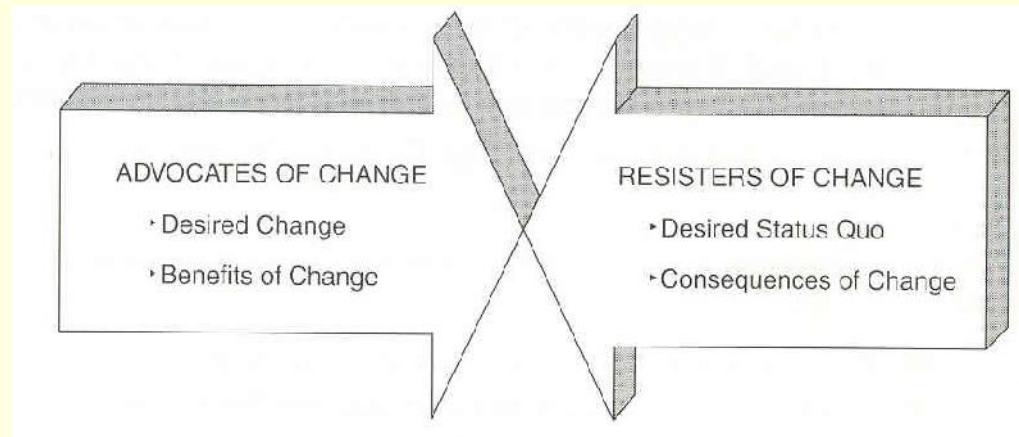 ADVOCATES OF CHANGE
‣ Desired Change
‣ Benefits of Change
RESISTERS OF CHANGE
‣ Desired Status Quo
‣ Consequences of Change